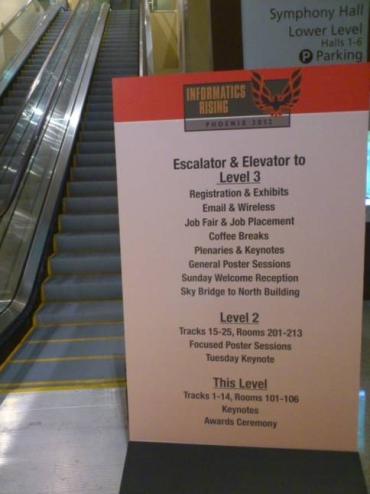 Symphony Hall
Lower Level
Halls 1-6
P Parking
INFORMATICS
RISING
PHOENIX 2012
Escalator & Elevator to
Level 3
Registration & Exhibits
Email & Wireless
Job Fair & Job Placement
Coffee Breaks
Plenaries & Keynotes
General Poster Sessions
Sunday Welcome Reception
Sky Bridge to North Building
Level 2
Tracks 15-25, Rooms 201-213
Focused Poster Sessions
Tuesday Keynote
This Level
Tracks 1-14, Rooms 101-106
Keynotes
Awards Ceremony